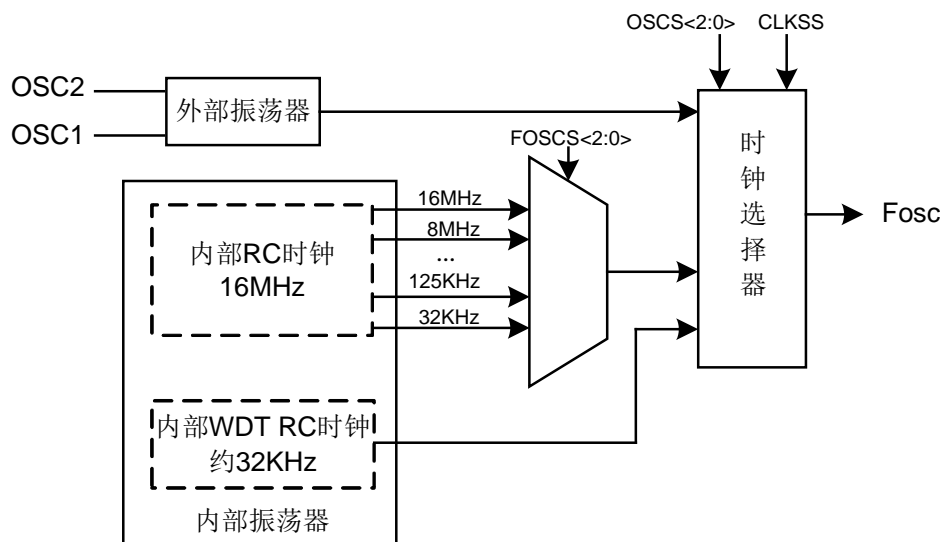 OSCS<2:0> CLKSS
OSC2
OSC1
外部振荡器
FOSCS<2:0>
时钟选择器
Fosc
16MHz
8MHz
...
125KHz
32KHz
内部RC时钟
16MHz
内部WDT RC时钟
约32KHz
内部振荡器